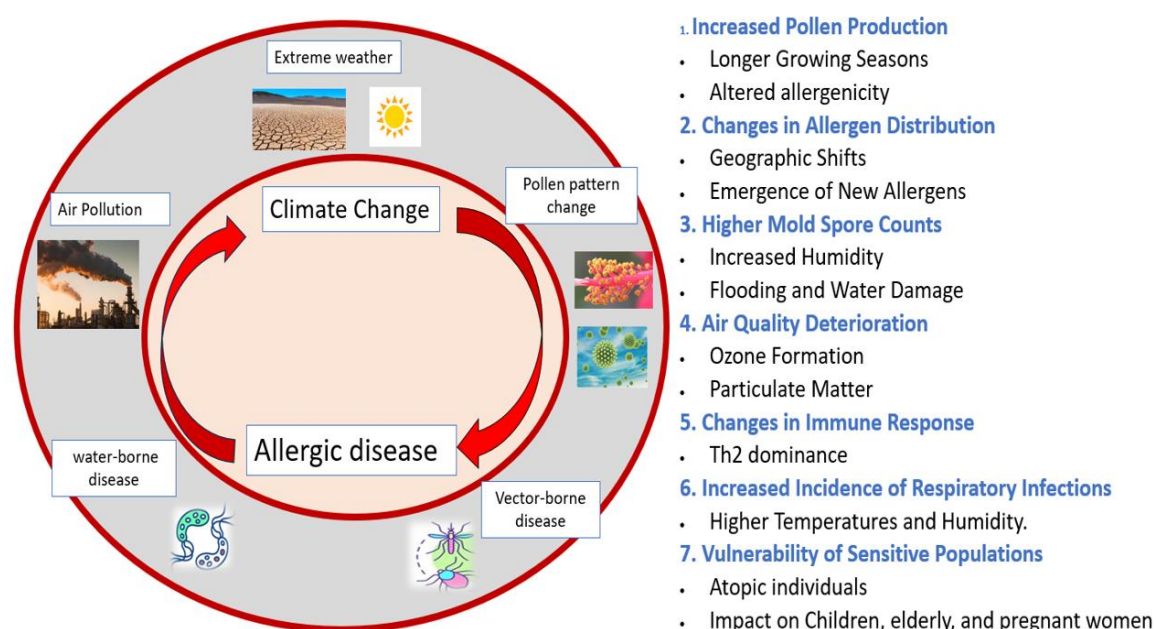 Extreme weather
Air Pollution
Climate Change
Pollen pattern
change
Allergic disease
water-borne
disease
Vector-borne
disease
1. Increased Pollen Production
• Longer Growing Seasons
• Altered allergenicity
2. Changes in Allergen Distribution
• Geographic Shifts
• Emergence of New Allergens
3. Higher Mold Spore Counts
• Increased Humidity
• Flooding and Water Damage
4. Air Quality Deterioration
• Ozone Formation
• Particulate Matter
5. Changes in Immune Response
• Th2 dominance
6. Increased Incidence of Respiratory Infections
• Higher Temperatures and Humidity.
7. Vulnerability of Sensitive Populations
• Atopic individuals
• Impact on Children, elderly, and pregnant women